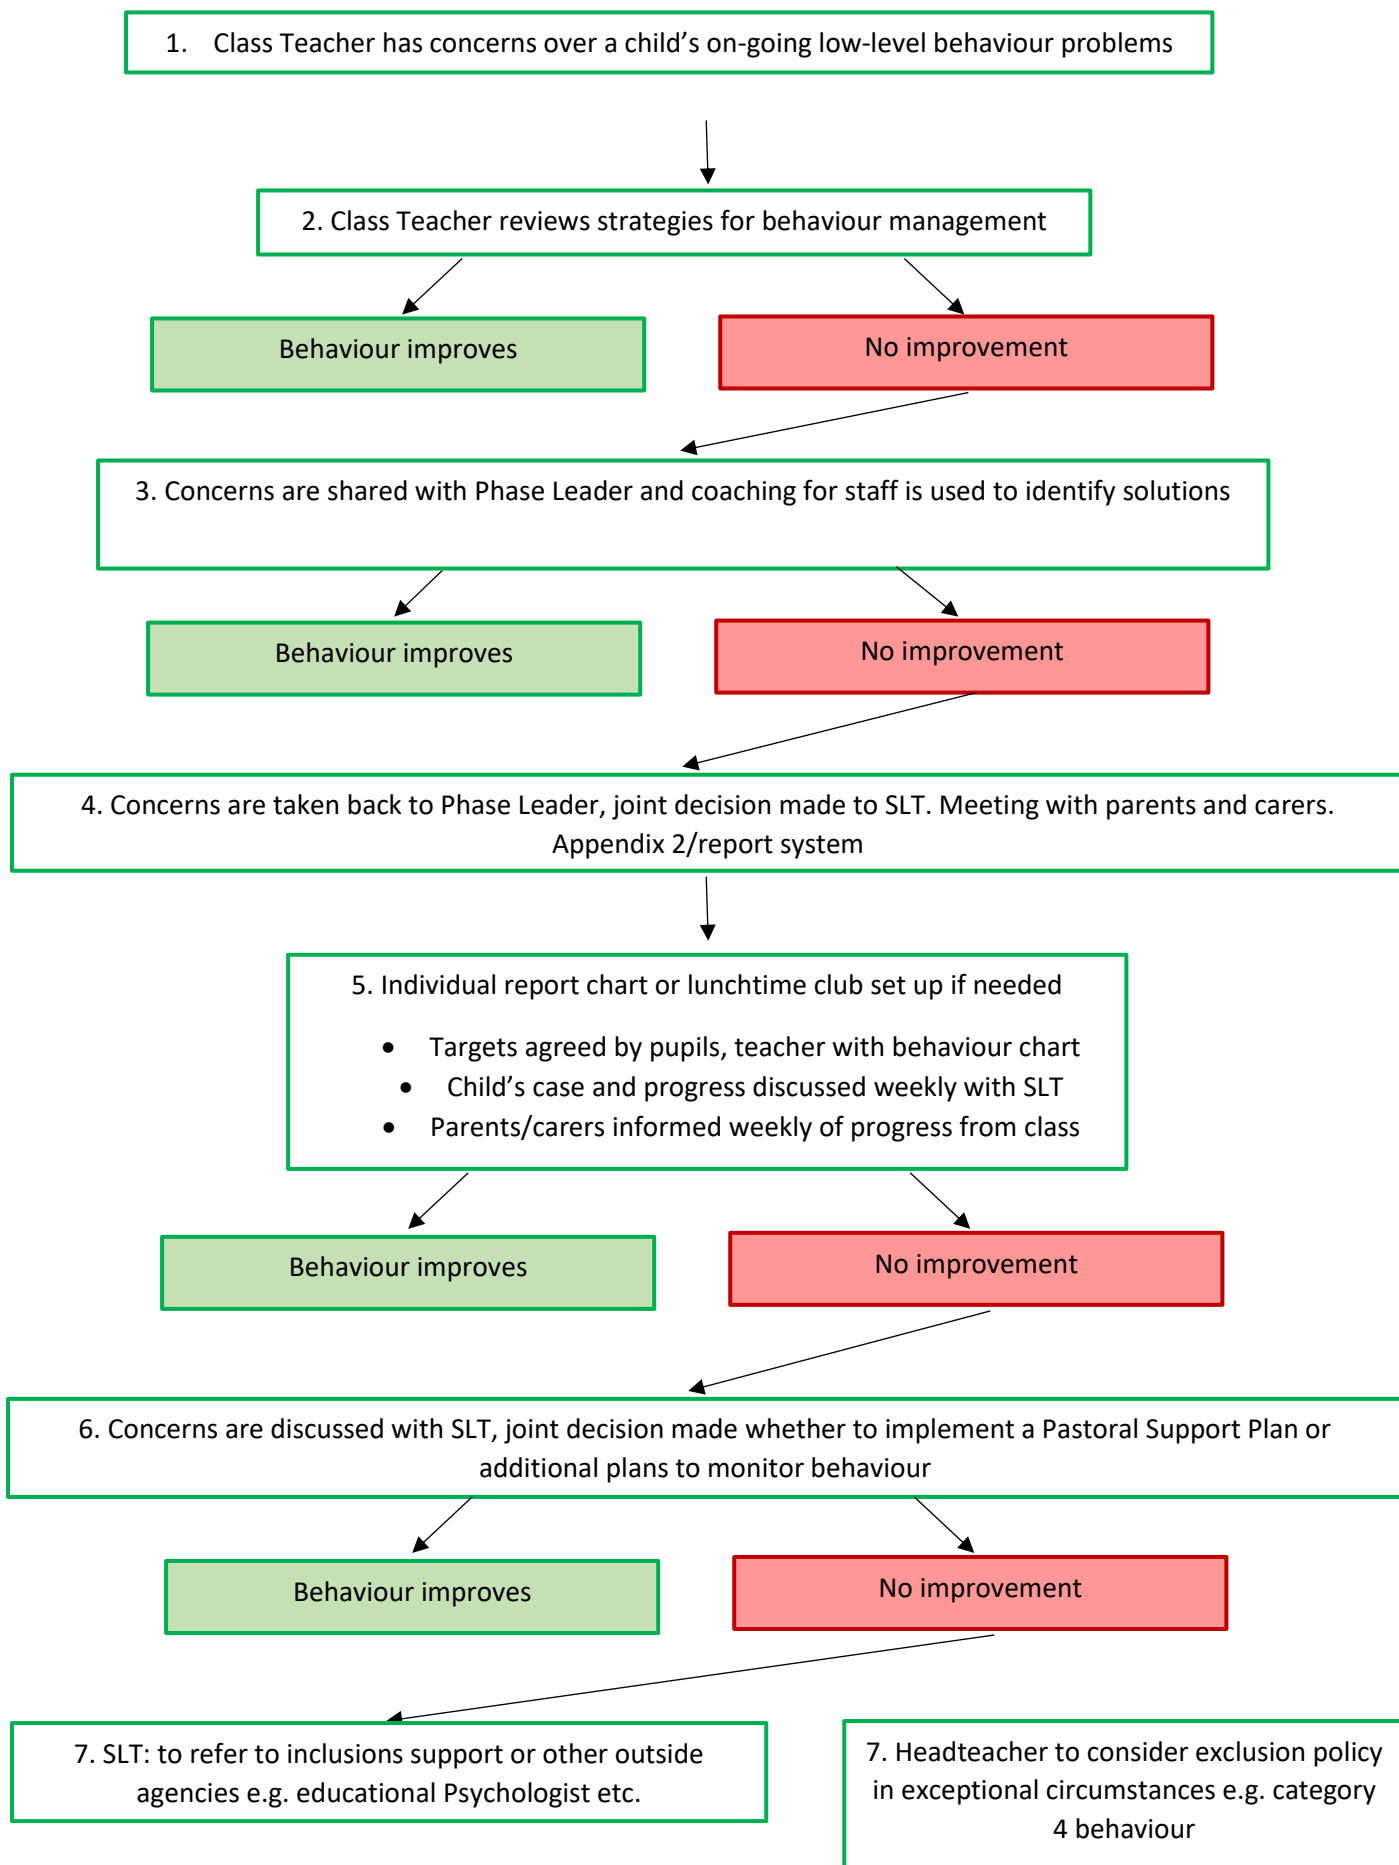 1. Class Teacher has concerns over a child’s on-going low-level behaviour problems
2. Class Teacher reviews strategies for behaviour management
Behaviour improves
No improvement
3. Concerns are shared with Phase Leader and coaching for staff is used to identify solutions
Behaviour improves
No improvement
4. Concerns are taken back to Phase Leader, joint decision made to SLT. Meeting with parents and carers.
Appendix 2/report system
5. Individual report chart or lunchtime club set up if needed
• Targets agreed by pupils, teacher with behaviour chart
• Child’s case and progress discussed weekly with SLT
• Parents/carers informed weekly of progress from class
Behaviour improves
No improvement
6. Concerns are discussed with SLT, joint decision made whether to implement a Pastoral Support Plan or
additional plans to monitor behaviour
Behaviour improves
No improvement
7. SLT: to refer to inclusions support or other outside
agencies e.g. educational Psychologist etc.
7. Headteacher to consider exclusion policy
in exceptional circumstances e.g. category
4 behaviour